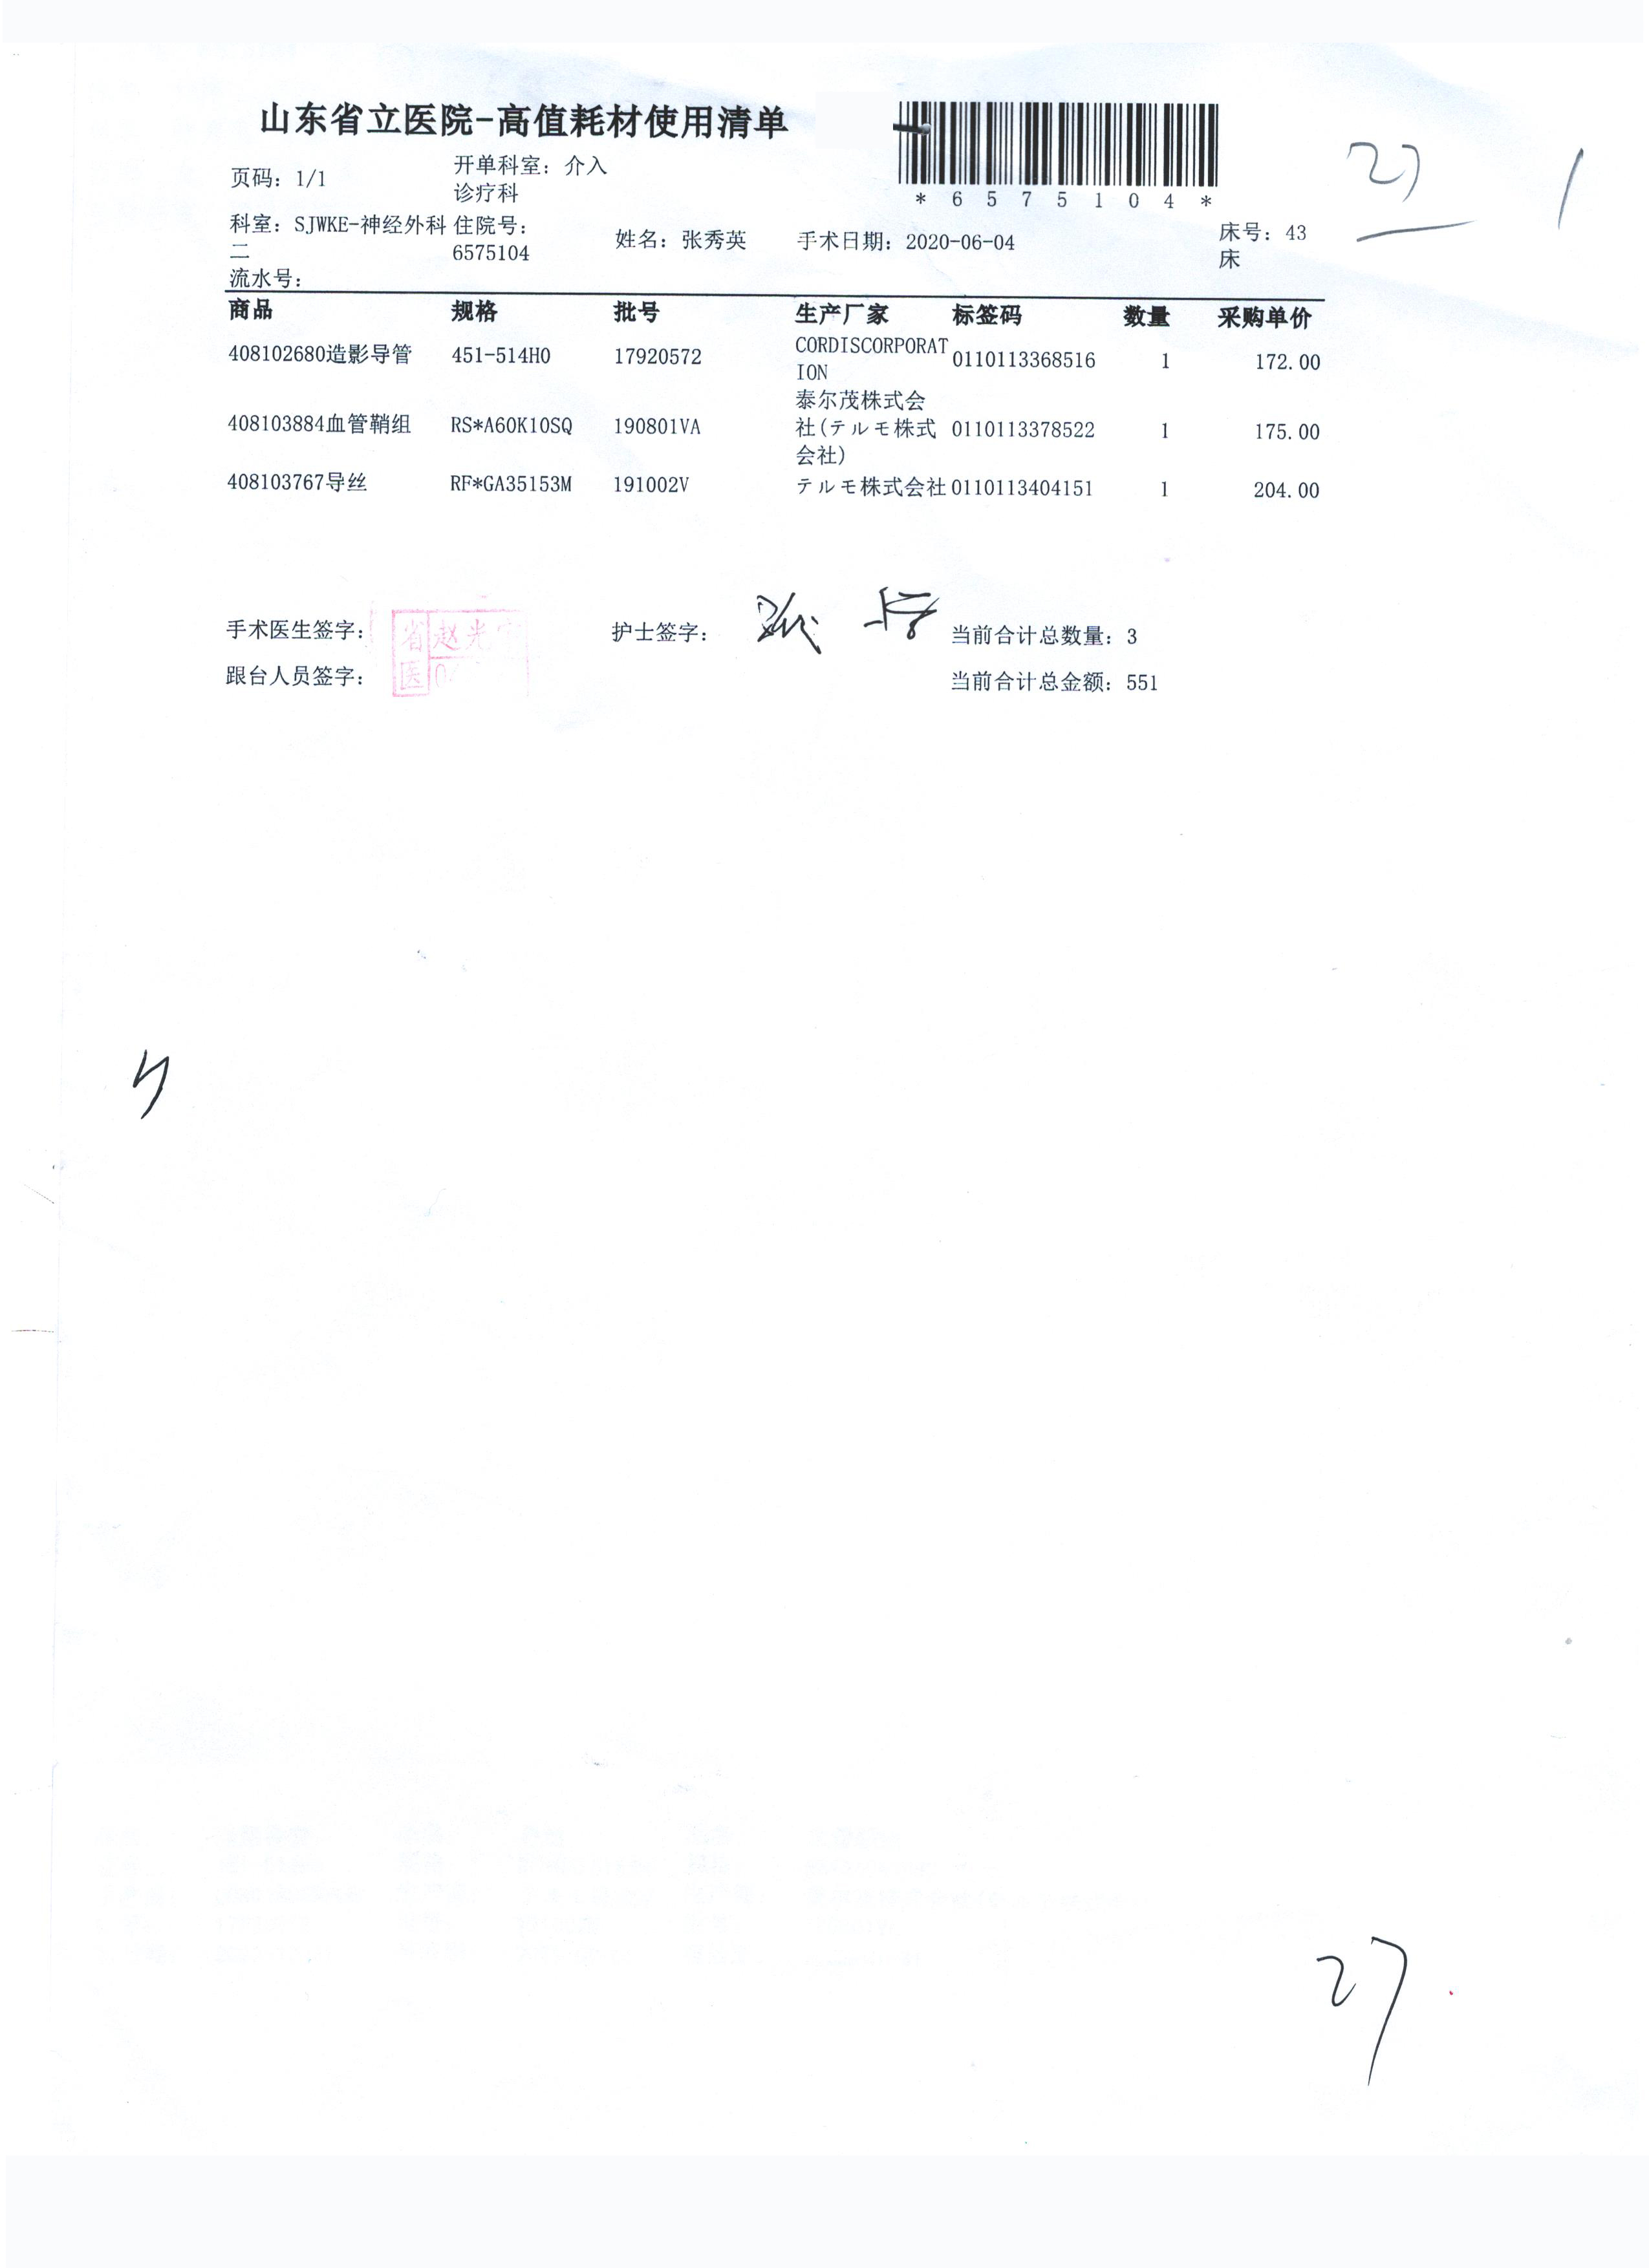 山东省立医院-高值耗材使用清单
*6575104*
27
1
页码: 1/1
开单科室: 介入
诊疗科
科室: SJWKE-神经外科
二
住院号:
6575104
姓名: 张秀英
手术日期: 2020-06-04
床号: 43
床
流水号:
商品 规格 批号 生产厂家 标签码 数量 采购单价
408102680造影导管 451-514H0 17920572 CORDISCORPORAT
ION 0110113368516 1 172.00
408103884血管鞘组 RS*A60K10SQ 190801VA 泰尔茂株式会
社(テルモ株式
会社) 0110113378522 1 175.00
408103767导丝 RF*GA35153M 191002V テルモ株式会社 0110113404151 1 204.00
手术医生签字:
省医
赵光
护士签字:
当前合计总数量: 3
跟台人员签字:
当前合计总金额: 551
27.